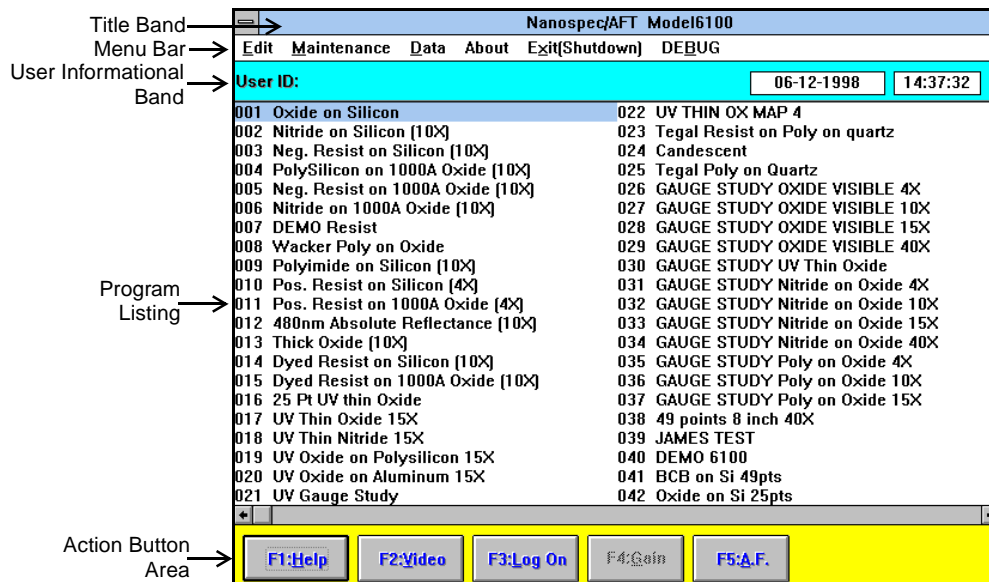 Title Band
Nanospec/AFT Model6100
Menu Bar
Edit Maintenance Data About Exit(Shutdown) DEBUG
User Informational
Band
User ID:
06-12-1998
14:37:32
Program
Listing
001 Oxide on Silicon
002 Nitride on Silicon (10X)
003 Neg. Resist on Silicon (10X)
004 PolySilicon on 1000A Oxide (10X)
005 Neg. Resist on 1000A Oxide (10X)
006 Nitride on 1000A Oxide (10X)
007 DEMO Resist
008 Wacker Poly on Oxide
009 Polyimide on Silicon (10X)
010 Pos. Resist on Silicon (4X)
011 Pos. Resist on 1000A Oxide (4X)
012 480nm Absolute Reflectance (10X)
013 Thick Oxide (10X)
014 Dyed Resist on Silicon (10X)
015 Dyed Resist on 1000A Oxide (10X)
016 25 Pt UV thin Oxide
017 UV Thin Oxide 15X
018 UV Thin Nitride 15X
019 UV Oxide on Polysilicon 15X
020 UV Oxide on Aluminum 15X
021 UV Gauge Study
022 UV THIN OX MAP 4
023 Tegal Resist on Poly on quartz
024 Candescent
025 Tegal Poly on Quartz
026 GAUGE STUDY OXIDE VISIBLE 4X
027 GAUGE STUDY OXIDE VISIBLE 10X
028 GAUGE STUDY OXIDE VISIBLE 15X
029 GAUGE STUDY OXIDE VISIBLE 40X
030 GAUGE STUDY UV Thin Oxide
031 GAUGE STUDY Nitride on Oxide 4X
032 GAUGE STUDY Nitride on Oxide 10X
033 GAUGE STUDY Nitride on Oxide 15X
034 GAUGE STUDY Nitride on Oxide 40X
035 GAUGE STUDY Poly on Oxide 4X
036 GAUGE STUDY Poly on Oxide 10X
037 GAUGE STUDY Poly on Oxide 15X
038 49 points 8 inch 40X
039 JAMES TEST
040 DEMO 6100
041 BCB on Si 49pts
042 Oxide on Si 25pts
Action Button
Area
F1:Help
F2:Video
F3:Log On
F4:Gain
F5:A.F.